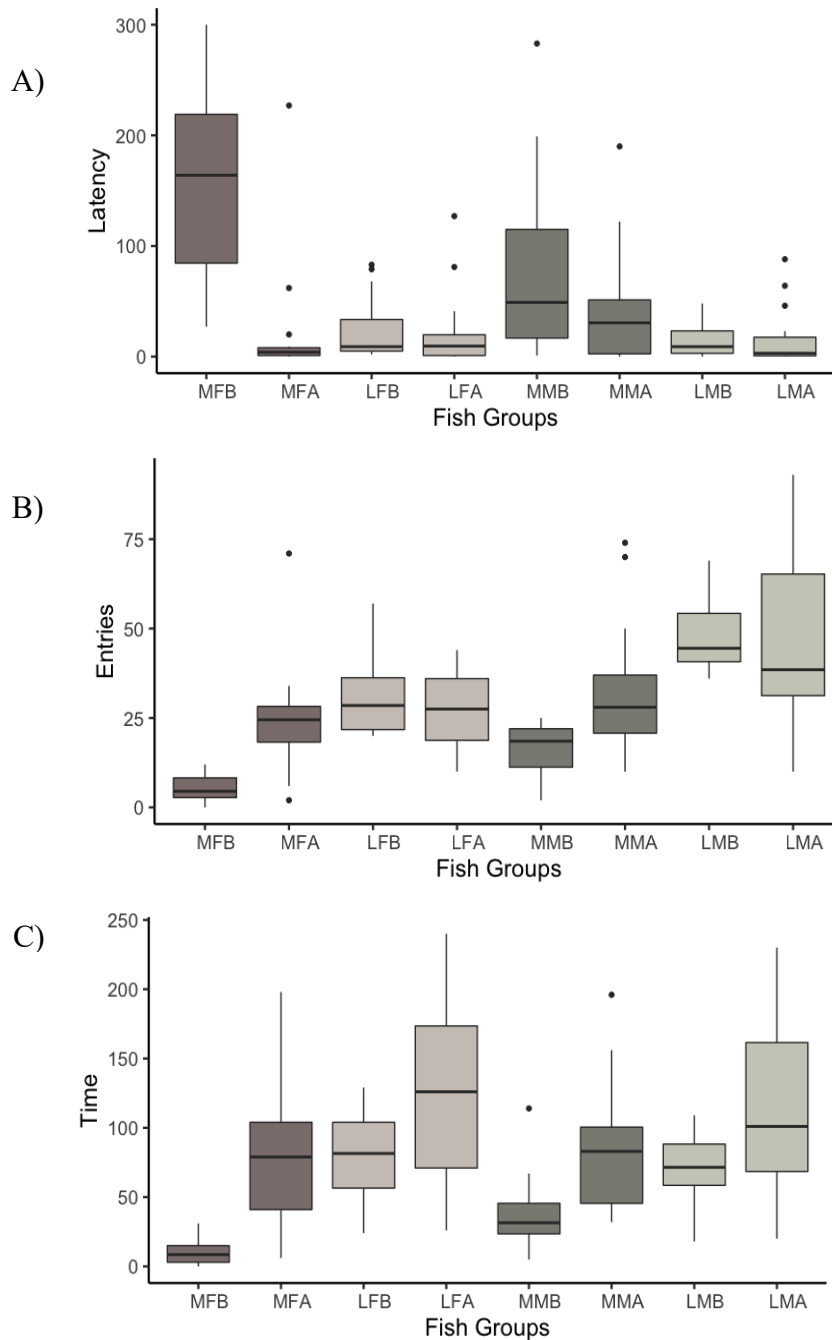 A)
Latency
300
200
100
0
MFB MFA LFB LFA MMB MMA LMB LMA
Fish Groups
B)
Entries
75
50
25
0
MFB MFA LFB LFA MMB MMA LMB LMA
Fish Groups
C)
Time
250
200
150
100
50
0
MFB MFA LFB LFA MMB MMA LMB LMA
Fish Groups